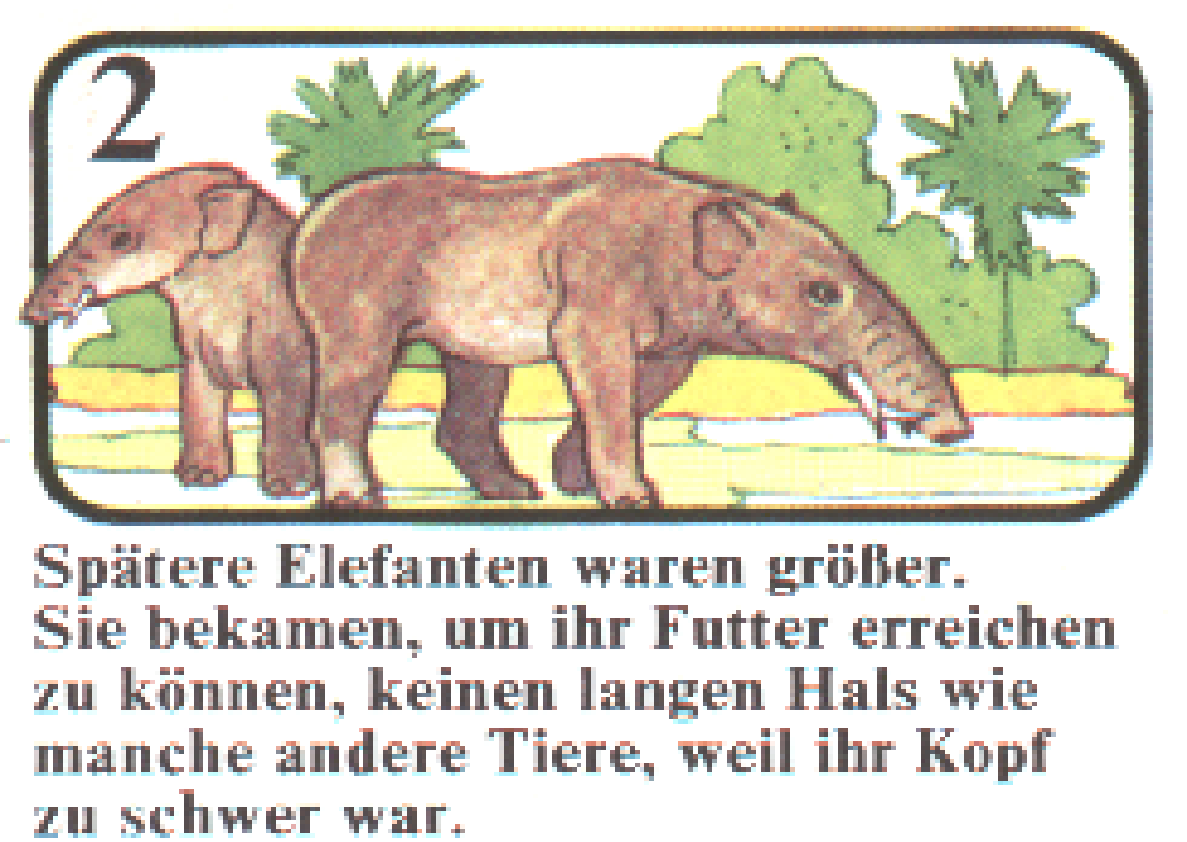 2
Spätere Elefanten waren größer.
Sie bekamen, um ihr Futter erreichen
zu können, keinen langen Hals wie
manche andere Tiere, weil ihr Kopf
zu schwer war.